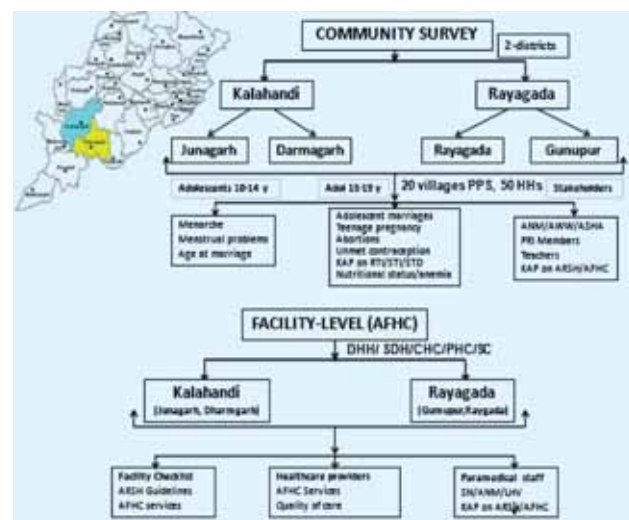 COMMUNITY SURVEY
2-districts
Kalahandi
Rayagada
Junagarh
Darmagarh
Rayagada
Gunupur
Adolescents 10-14 y
Adol 15-19 y
20 villages PPS, 50 HHs
Stakeholders
Menarche
Menstrual problems
Age at marriage
Adolescent marriages
Teenage pregnancy
Abortions
Unmet contraception
KAP on RTI/STI/STD
Nutritional status/anemia
ANM/AWW/ASHA
PRI Members
Teachers
KAP on ARSH/AFHC
FACILITY-LEVEL (AFHC)
DHH/ SDH/CHC/PHC/SC
Kalahandi
(Junagarh, Dharmgarh)
Rayagada
(Gumupur,Raygada)
Facility Checklist
ARSH Guidelines
AFHC services
Healthcare providers
AFHC Services
Quality of care
Paramedical staff
SN/ANM/LHV
KAP on ARSH/AFHC